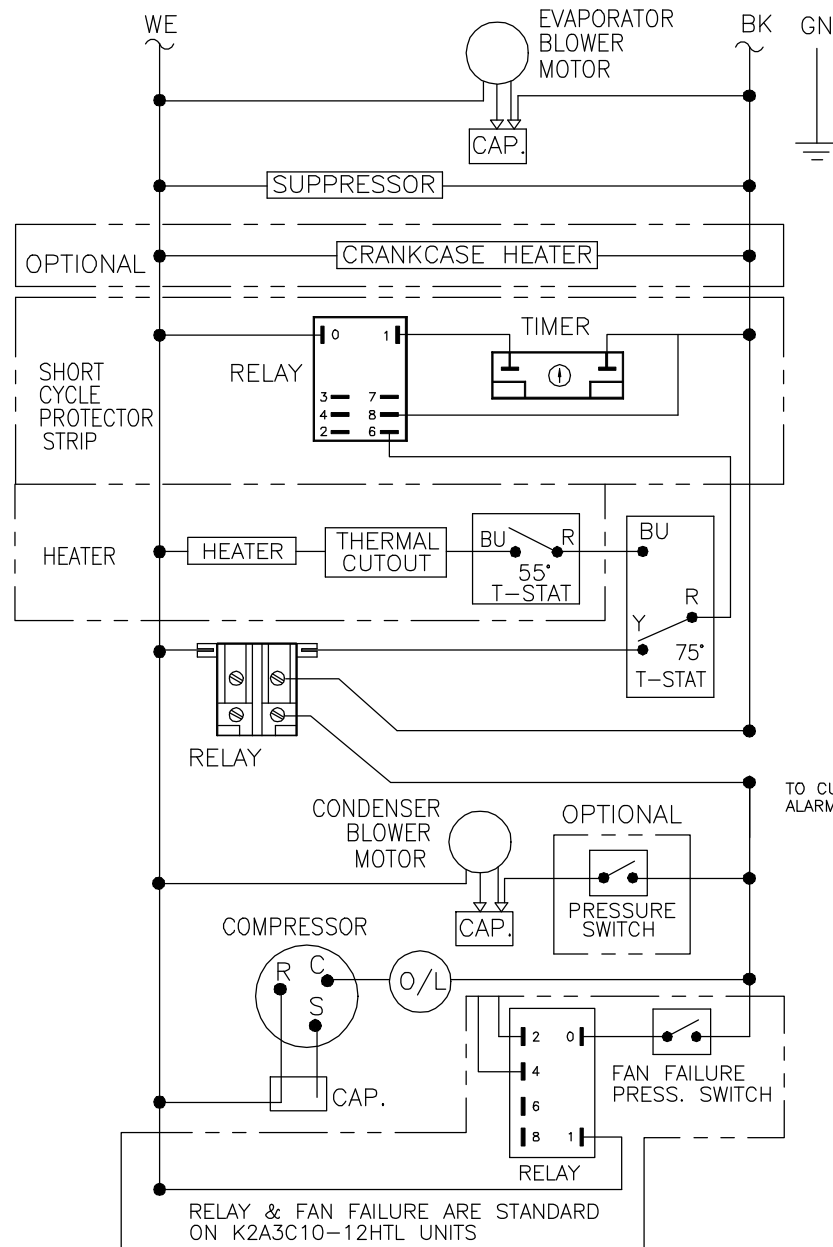 WE
EVAPORATOR
BLOWER
MOTOR
BK
GN
CAP.
SUPPRESSOR
OPTIONAL
CRANKCASE HEATER
SHORT
CYCLE
PROTECTOR
STRIP
RELAY
0 1
3 7
4 8
2 6
TIMER
HEATER
HEATER
THERMAL
CUTOUT
BU R
55°
T-STAT
BU
R
Y
75°
T-STAT
RELAY
TO CU
ALARM
CONDENSER
BLOWER
MOTOR
CAP.
OPTIONAL
PRESSURE
SWITCH
COMPRESSOR
R C
S
O/L
CAP.
2 0
4
6
8 1
RELAY
FAN FAILURE
PRESS. SWITCH
RELAY & FAN FAILURE ARE STANDARD
ON K2A3C10-12HTL UNITS